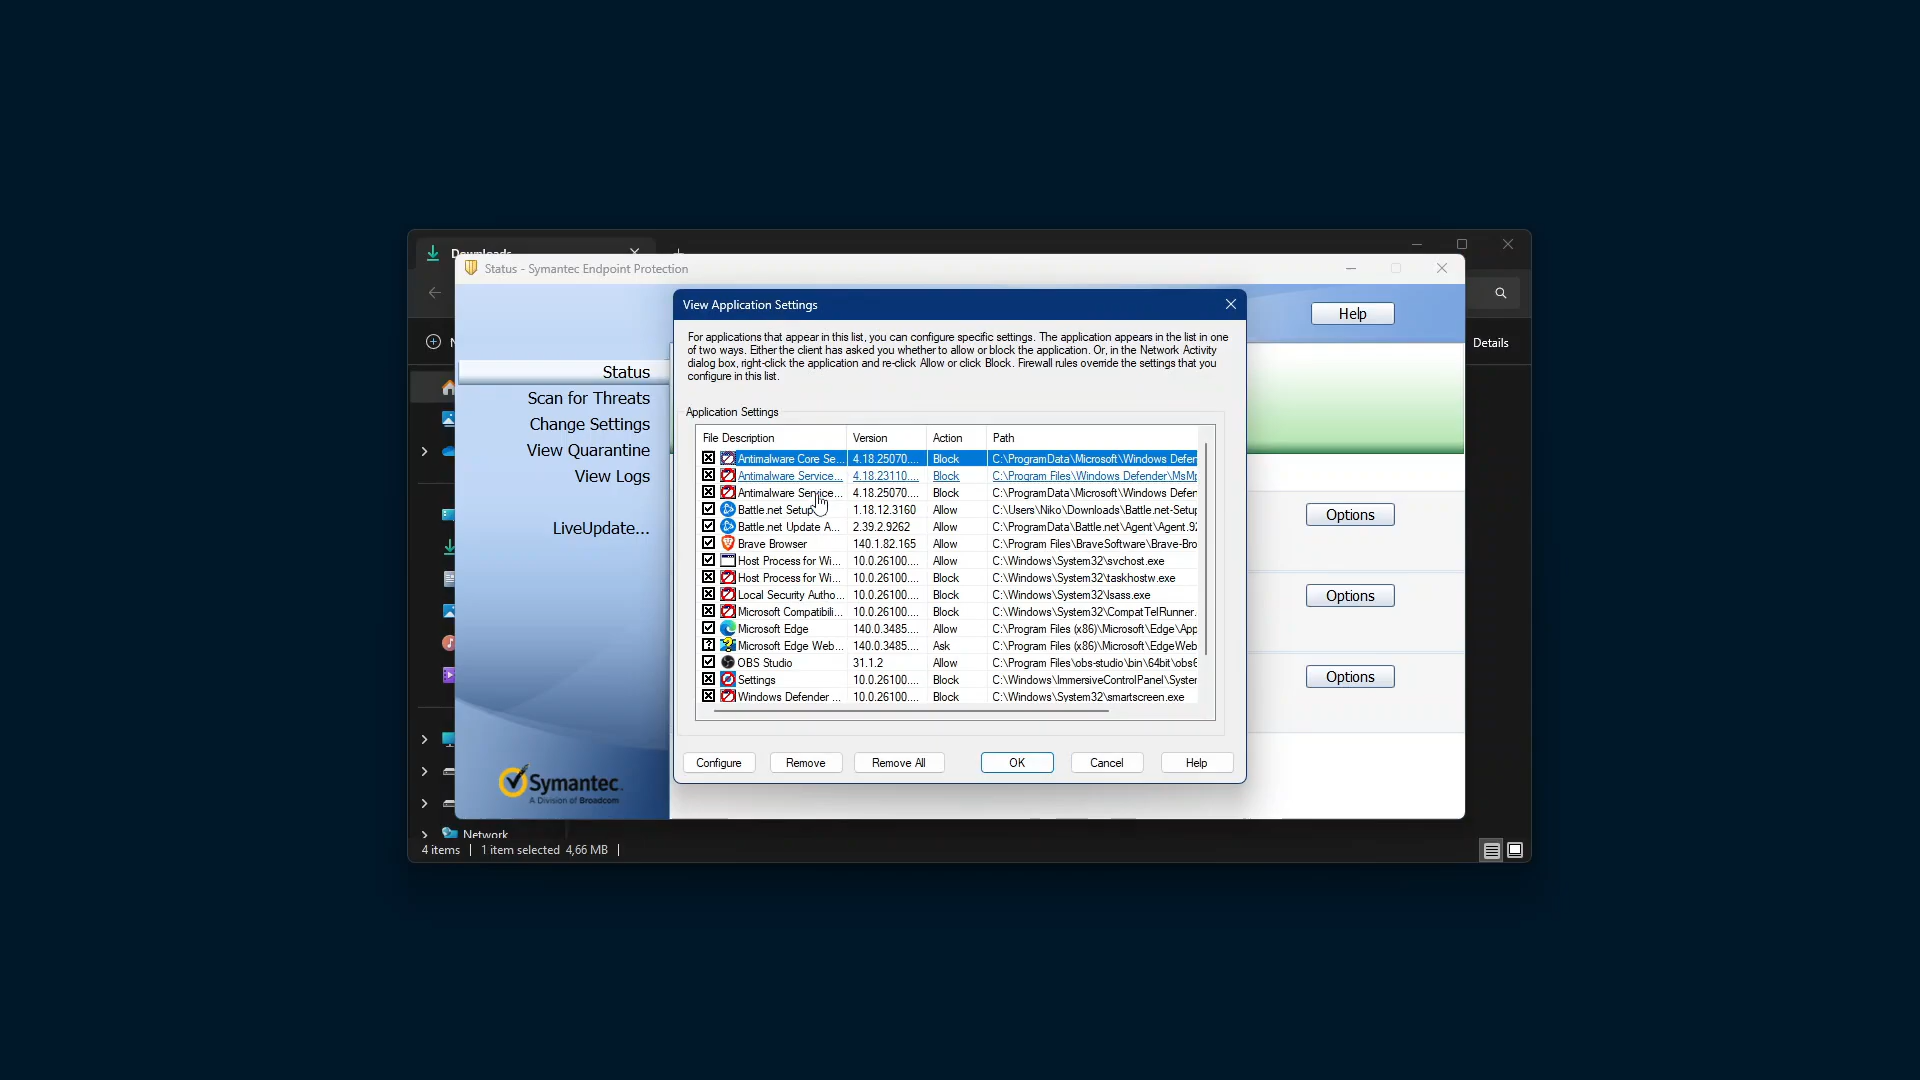 Downloads
Status - Symantec Endpoint Protection
View Application Settings
Help
For applications that appear in this list, you can configure specific settings. The application appears in the list in one
of two ways. Either the client has asked you whether to allow or block the application. Or, in the Network Activity
dialog box, right-click the application and re-click Allow or click Block. Firewall rules override the settings that you
configure in this list.
Details
Status
Scan for Threats
Change Settings
View Quarantine
View Logs
LiveUpdate...
Application Settings
File Description Version Action Path
Antimalware Core Se... 4.18.25070.... Block C:\ProgramData\Microsoft\Windows Defen
Antimalware Service... 4.18.23110.... Block C:\Program Files\Windows Defender\MsMp
Antimalware Service... 4.18.25070.... Block C:\ProgramData\Microsoft\Windows Defen
Battle.net Setup 1.18.12.3160 Allow C:\Users\Niko\Downloads\Battle.net-Setup
Battle.net Update A... 2.39.2.9262 Allow C:\ProgramData\Battle.net\Agent\Agent.92
Brave Browser 140.1.82.165 Allow C:\Program Files\BraveSoftware\Brave-Bro
Host Process for Wi... 10.0.26100.... Allow C:\Windows\System32\svchost.exe
Host Process for Wi... 10.0.26100.... Block C:\Windows\System32\taskhostw.exe
Local Security Autho... 10.0.26100.... Block C:\Windows\System32\lsass.exe
Microsoft Compatibili... 10.0.26100.... Block C:\Windows\System32\CompatTelRunner.
Microsoft Edge 140.0.3485.... Allow C:\Program Files (x86)\Microsoft\Edge\App
Microsoft Edge Web... 140.0.3485.... Ask C:\Program Files (x86)\Microsoft\EdgeWeb
OBS Studio 31.1.2 Allow C:\Program Files\obs-studio\bin\64bit\obs6
Settings 10.0.26100.... Block C:\Windows\ImmersiveControlPanel\System
Windows Defender ... 10.0.26100.... Block C:\Windows\System32\smartscreen.exe
Options
Options
Options
Configure Remove Remove All OK Cancel Help
Symantec.
A Division of Broadcom
Network
4 items 1 item selected 4,66 MB